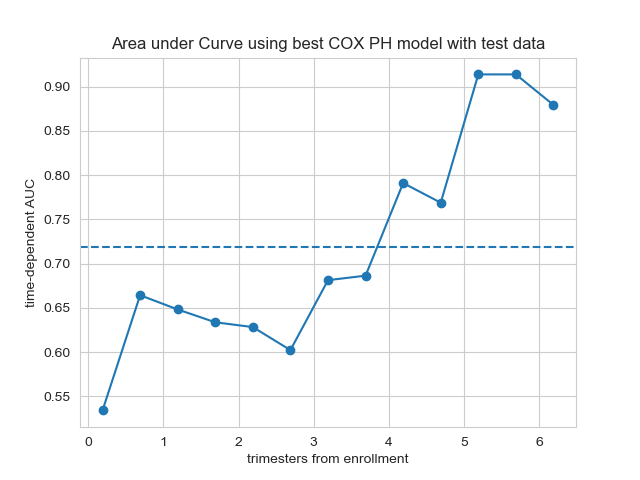 Area under Curve using best COX PH model with test data
time-dependent AUC
0.90
0.85
0.80
0.75
0.70
0.65
0.60
0.55
0 1 2 3 4 5 6
trimesters from enrollment